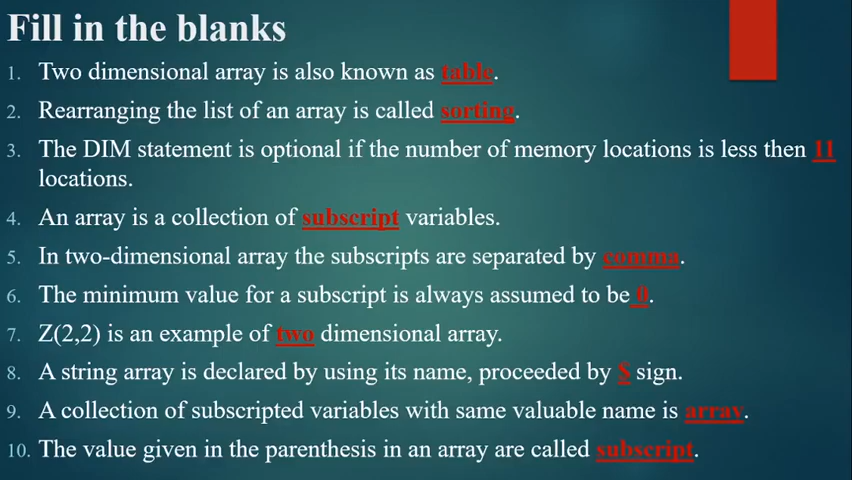 Fill in the blanks
1. Two dimensional array is also known as table.
2. Rearranging the list of an array is called sorting.
3. The DIM statement is optional if the number of memory locations is less then 11
locations.
4. An array is a collection of subscript variables.
5. In two-dimensional array the subscripts are separated by comma.
6. The minimum value for a subscript is always assumed to be 0.
7. Z(2,2) is an example of two dimensional array.
8. A string array is declared by using its name, proceeded by $ sign.
9. A collection of subscripted variables with same valuable name is array.
10. The value given in the parenthesis in an array are called subscript.